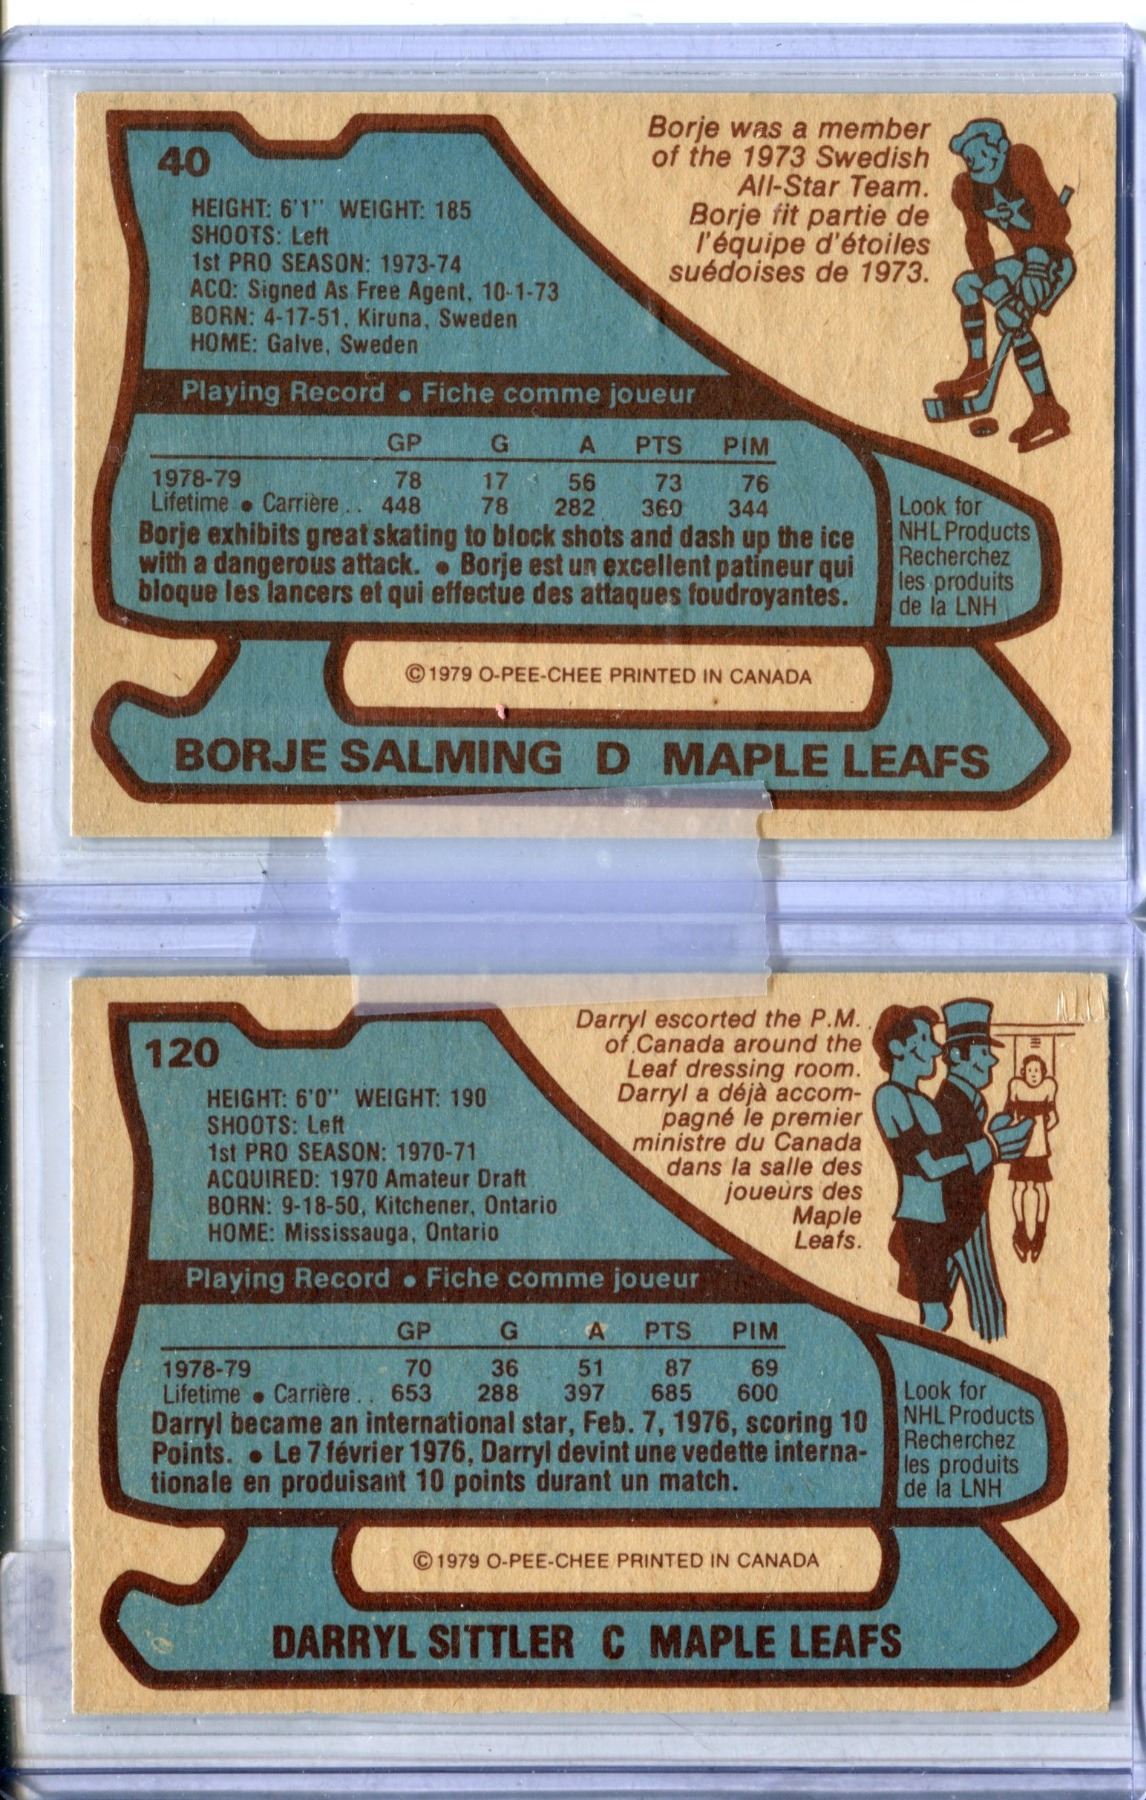 40
HEIGHT: 6'1" WEIGHT: 185
SHOOTS: Left
1st PRO SEASON: 1973-74
ACQ: Signed As Free Agent, 10-1-73
BORN: 4-17-51, Kiruna, Sweden
HOME: Galve, Sweden
Borje was a member
of the 1973 Swedish
All-Star Team.
Borje fit partie de
l'équipe d'étoiles
suédoises de 1973.
Playing Record • Fiche comme joueur
GP G A PTS PIM
1978-79 78 17 56 73 76
Lifetime • Carrière .. 448 78 282 360 344
Borje exhibits great skating to block shots and dash up the ice
with a dangerous attack. • Borje est un excellent patineur qui
bloque les lancers et qui effectue des attaques foudroyantes.
Look for
NHL Products
Recherchez
les produits
de la LNH
©1979 O-PEE-CHEE PRINTED IN CANADA
BORJE SALMING D MAPLE LEAFS
120
HEIGHT: 6'0" WEIGHT: 190
SHOOTS: Left
1st PRO SEASON: 1970-71
ACQUIRED: 1970 Amateur Draft
BORN: 9-18-50, Kitchener, Ontario
HOME: Mississauga, Ontario
Darryl escorted the P.M.
of Canada around the
Leaf dressing room.
Darryl a déjà accom-
pagné le premier
ministre du Canada
dans la salle des
joueurs des
Maple
Leafs.
Playing Record • Fiche comme joueur
GP G A PTS PIM
1978-79 70 36 51 87 69
Lifetime • Carrière .. 653 288 397 685 600
Darryl became an international star, Feb. 7, 1976, scoring 10
Points. • Le 7 février 1976, Darryl devint une vedette interna-
tionale en produisant 10 points durant un match.
Look for
NHL Products
Recherchez
les produits
de la LNH
©1979 O-PEE-CHEE PRINTED IN CANADA
DARRYL SITTLER C MAPLE LEAFS